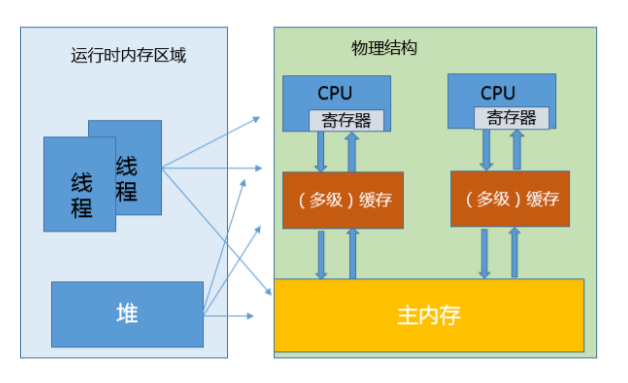 运行时内存区域
线
程
线
程
堆
物理结构
CPU
寄存器
CPU
寄存器
（多级）缓存
（多级）缓存
主内存